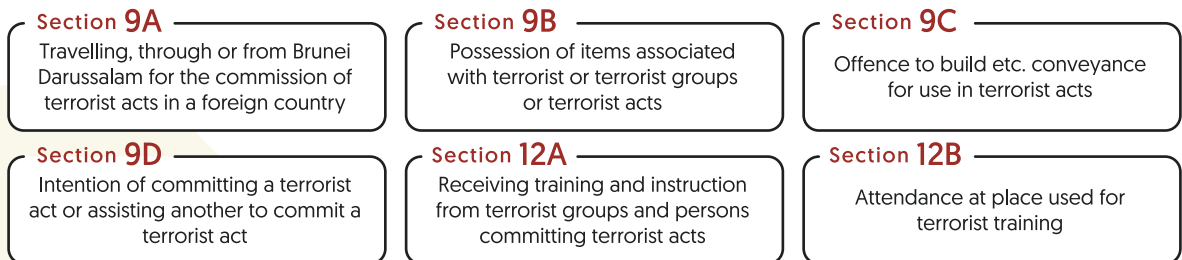 Section 9A
Travelling, through or from Brunei
Darussalam for the commission of
terrorist acts in a foreign country
Section 9B
Possession of items associated
with terrorist or terrorist groups
or terrorist acts
Section 9C
Offence to build etc. conveyance
for use in terrorist acts
Section 9D
Intention of committing a terrorist
act or assisting another to commit a
terrorist act
Section 12A
Receiving training and instruction
from terrorist groups and persons
committing terrorist acts
Section 12B
Attendance at place used for
terrorist training